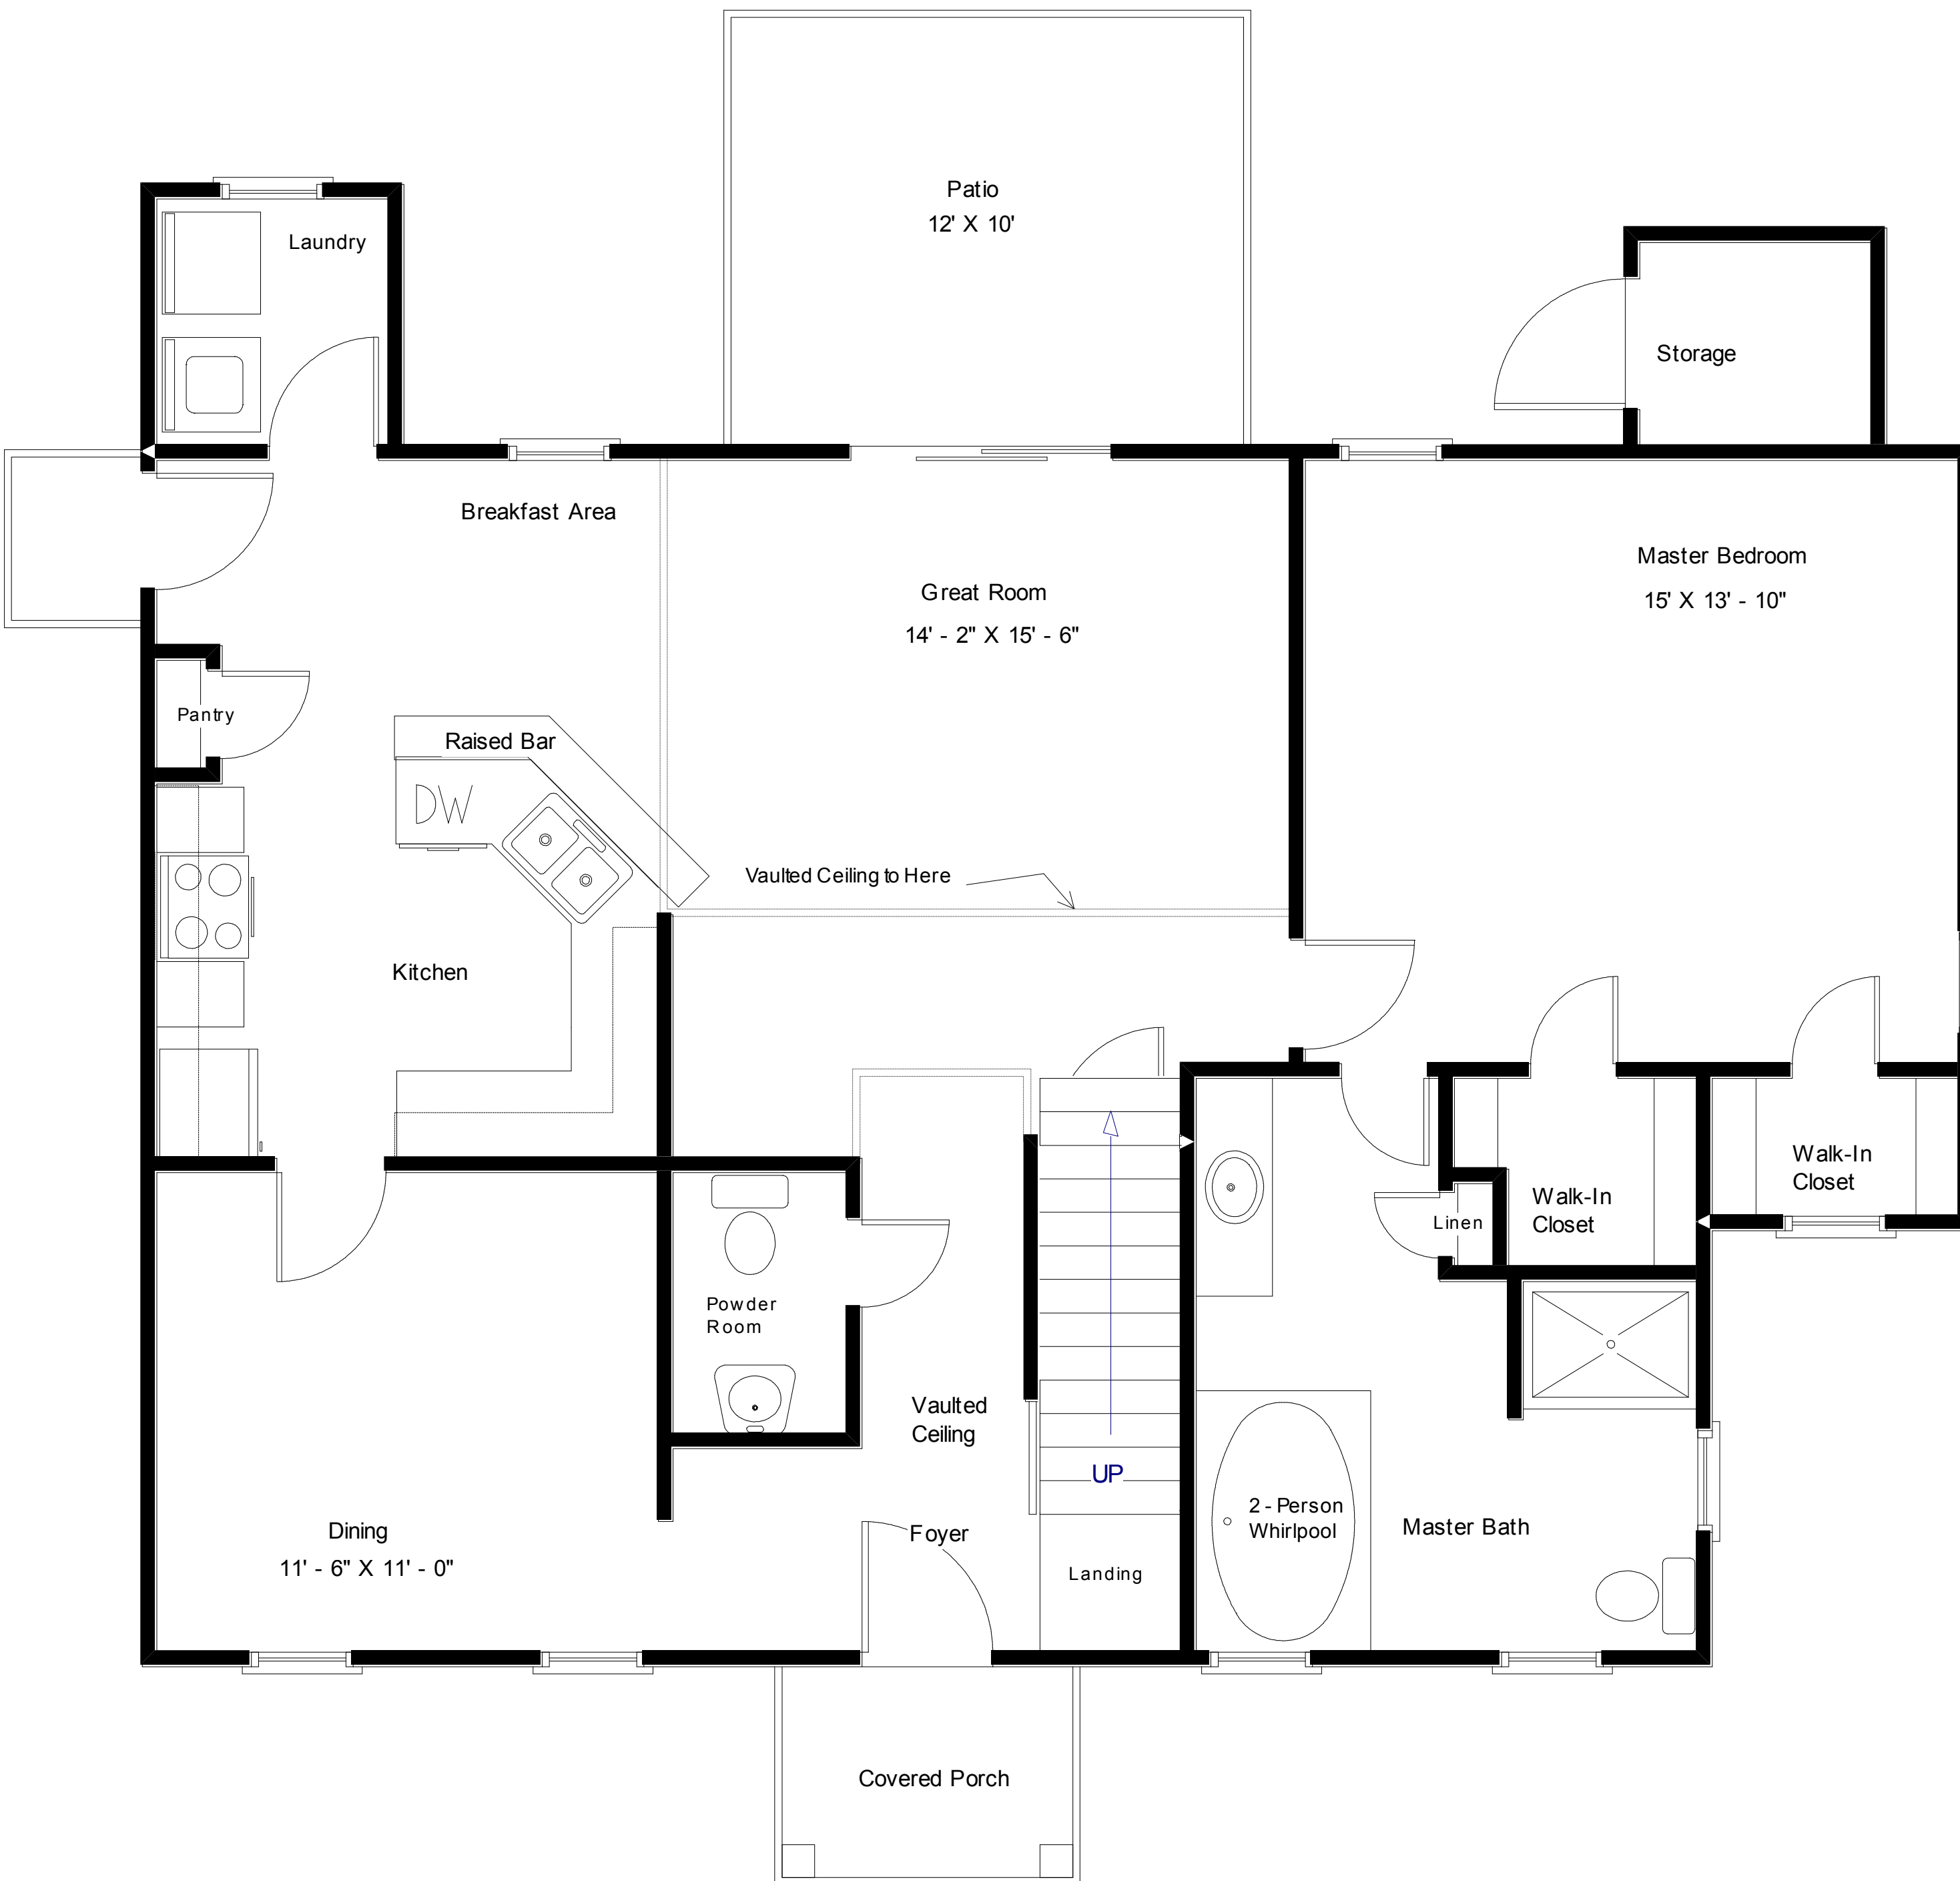 Patio
12' X 10'
Laundry
Storage
Breakfast Area
Great Room
14' - 2" X 15' - 6"
Master Bedroom
15' X 13' - 10"
Pantry
Raised Bar
DW
Vaulted Ceiling to Here
Kitchen
Walk-In
Closet
Walk-In
Closet
Linen
Powder
Room
Vaulted
Ceiling
UP
2 - Person
Whirlpool
Master Bath
Dining
11' - 6" X 11' - 0"
Foyer
Landing
Covered Porch